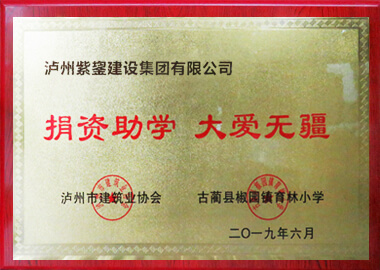 泸州紫鋆建设集团有限公司
捐资助学 大爱无疆
泸州市建筑业协会 古蔺县椒园镇育林小学
二〇一九年六月